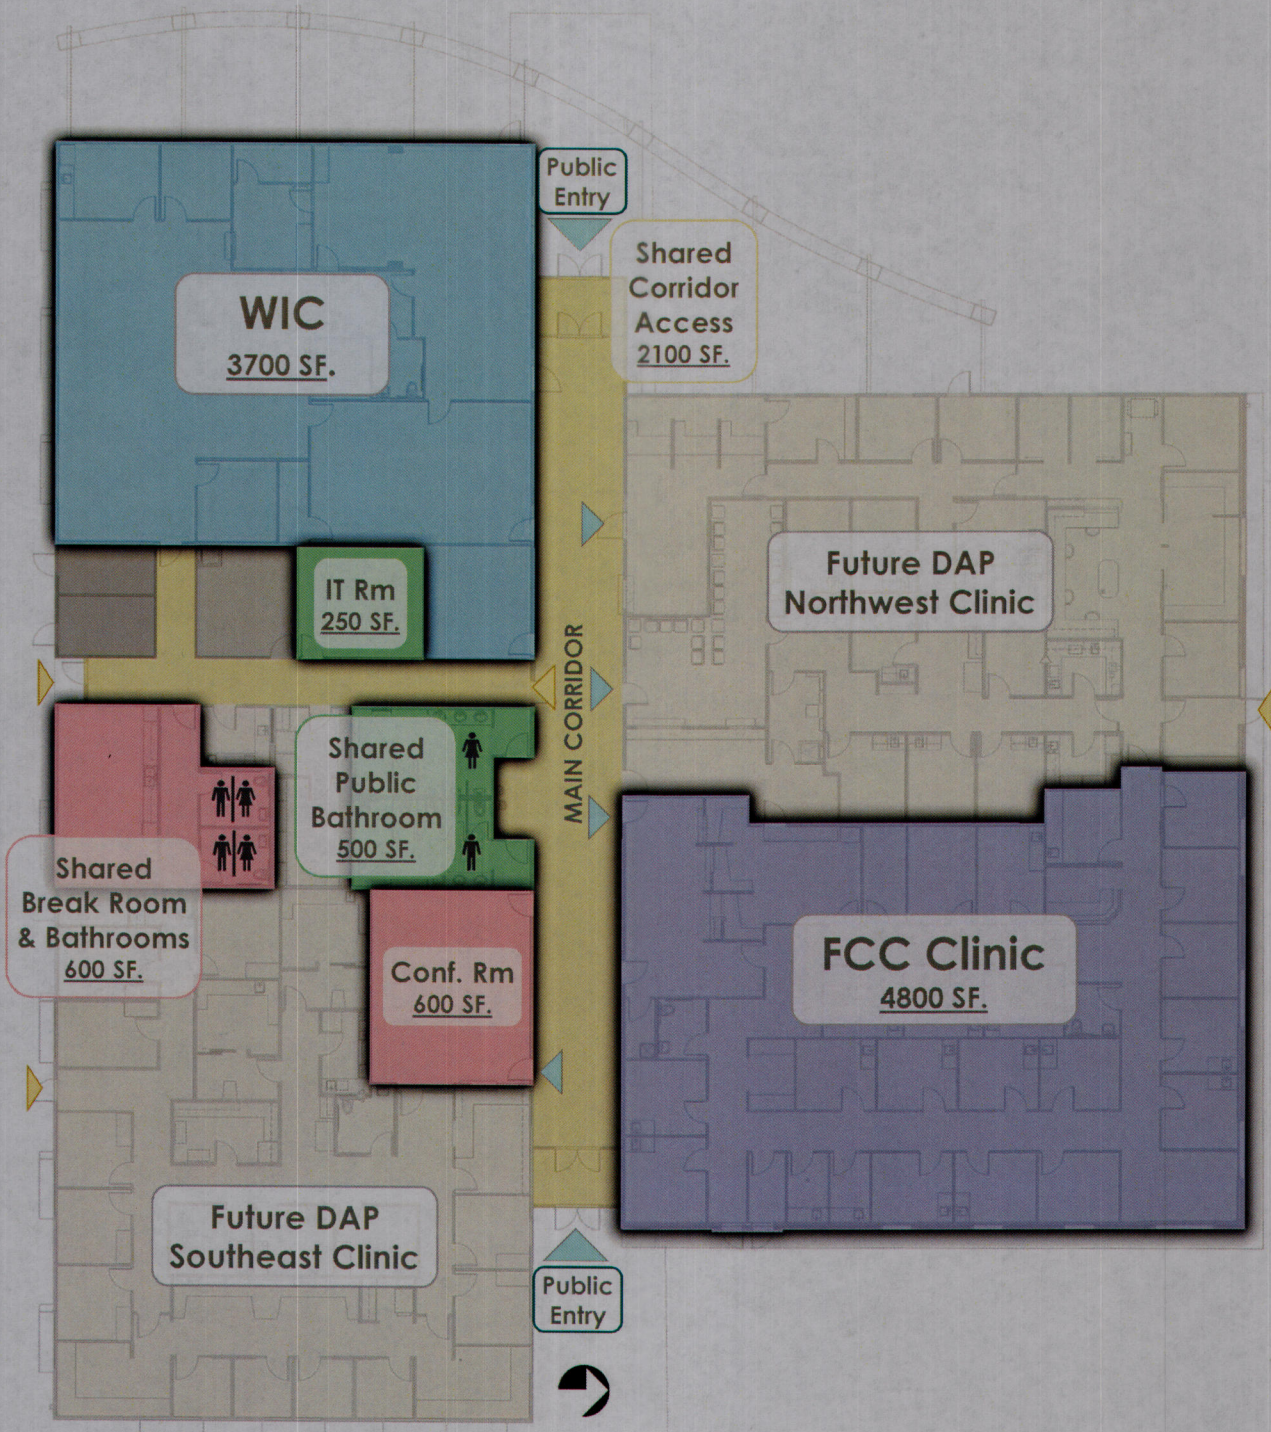 Public
Entry
Shared
Corridor
Access
2100 SF.
WIC
3700 SF.
Future DAP
Northwest Clinic
IT Rm
250 SF.
MAIN CORRIDOR
Shared
Public
Bathroom
500 SF.
Shared
Break Room
& Bathrooms
600 SF.
Conf. Rm
600 SF.
FCC Clinic
4800 SF.
Future DAP
Southeast Clinic
Public
Entry